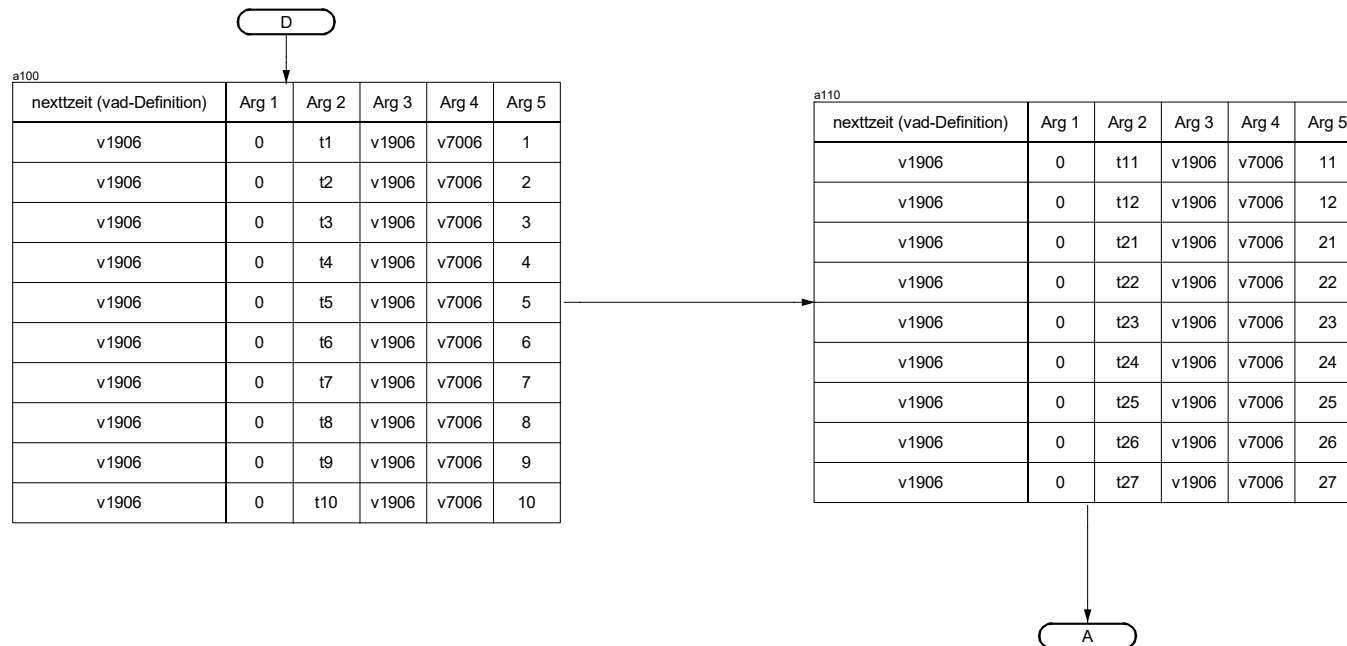 D
a100
nexttzeit (vad-Definition) Arg 1 Arg 2 Arg 3 Arg 4 Arg 5
v1906 0 t1 v1906 v7006 1
v1906 0 t2 v1906 v7006 2
v1906 0 t3 v1906 v7006 3
v1906 0 t4 v1906 v7006 4
v1906 0 t5 v1906 v7006 5
v1906 0 t6 v1906 v7006 6
v1906 0 t7 v1906 v7006 7
v1906 0 t8 v1906 v7006 8
v1906 0 t9 v1906 v7006 9
v1906 0 t10 v1906 v7006 10
a110
nexttzeit (vad-Definition) Arg 1 Arg 2 Arg 3 Arg 4 Arg 5
v1906 0 t11 v1906 v7006 11
v1906 0 t12 v1906 v7006 12
v1906 0 t21 v1906 v7006 21
v1906 0 t22 v1906 v7006 22
v1906 0 t23 v1906 v7006 23
v1906 0 t24 v1906 v7006 24
v1906 0 t25 v1906 v7006 25
v1906 0 t26 v1906 v7006 26
v1906 0 t27 v1906 v7006 27
A